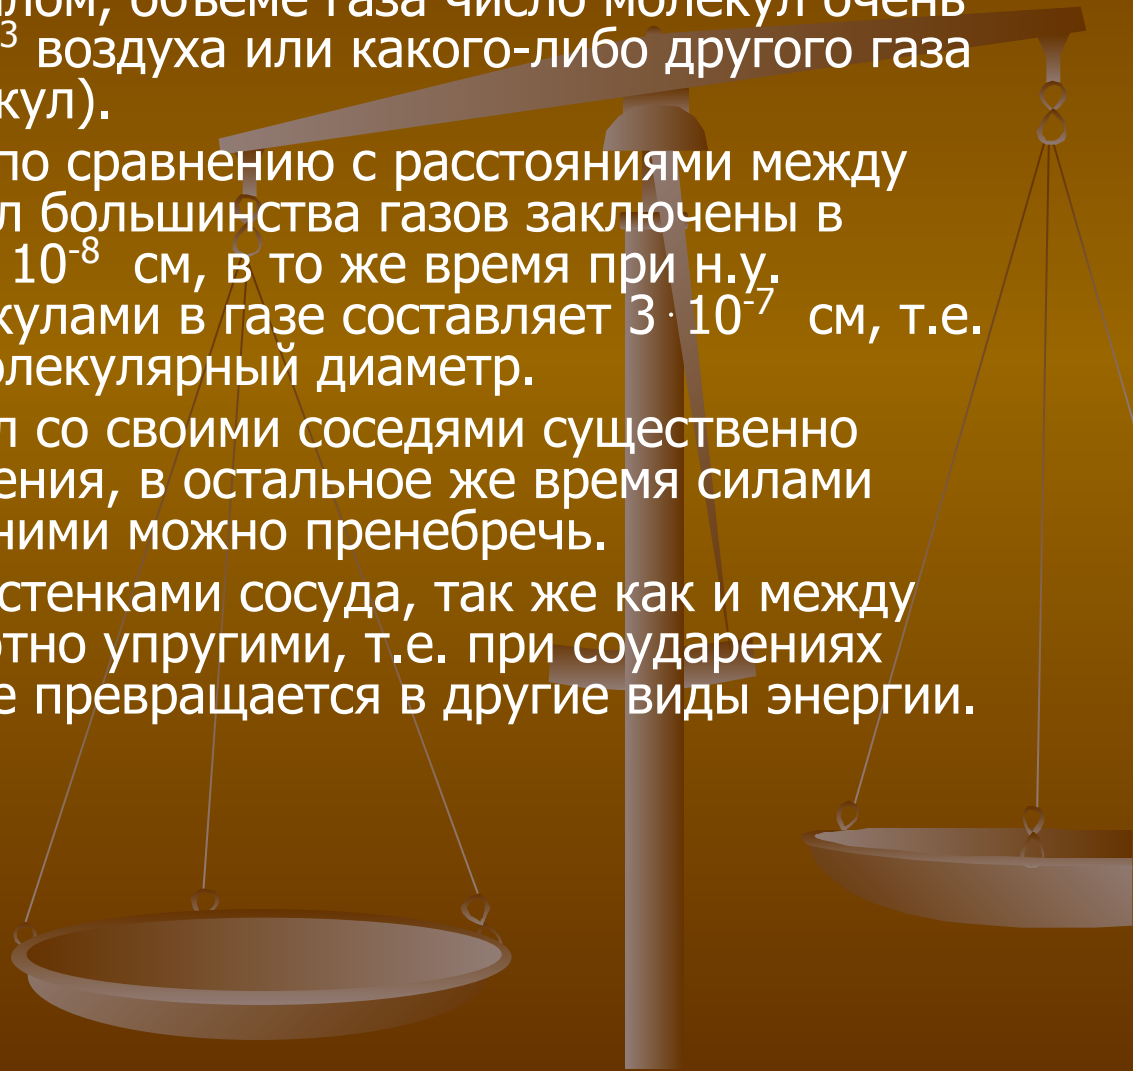 лом, объеме газа число молекул очень
³ воздуха или какого-либо другого газа
кул).
по сравнению с расстояниями между
л большинства газов заключены в
10⁻⁸ см, в то же время при н.у.
кулами в газе составляет 3·10⁻⁷ см, т.е.
олекулярный диаметр.
л со своими соседями существенно
ения, в остальное же время силами
ними можно пренебречь.
стенками сосуда, так же как и между
тно упругими, т.е. при соударениях
е превращается в другие виды энергии.